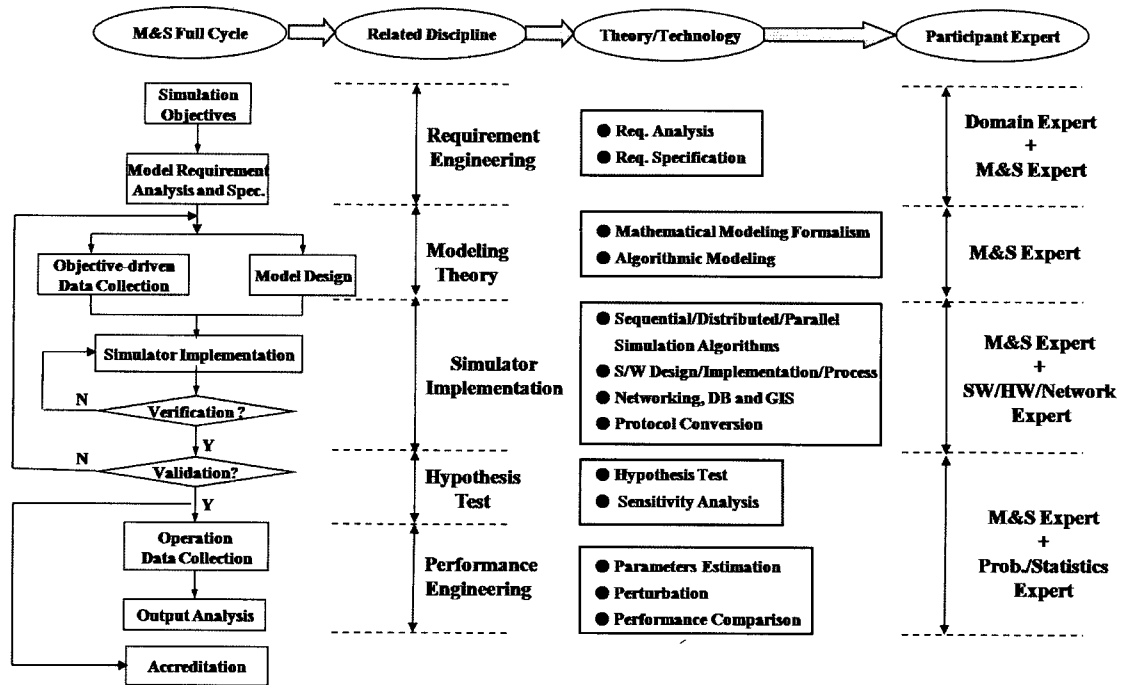 M&S Full Cycle
Related Discipline
Theory/Technology
Participant Expert
Simulation
Objectives
Model Requirement
Analysis and Spec.
Objective-driven
Data Collection
Model Design
Simulator Implementation
N
Verification ?
Y
N
Validation?
Y
Operation
Data Collection
Output Analysis
Accreditation
Requirement
Engineering
Modeling
Theory
Simulator
Implementation
Hypothesis
Test
Performance
Engineering
● Req. Analysis
● Req. Specification
● Mathematical Modeling Formalism
● Algorithmic Modeling
● Sequential/Distributed/Parallel
Simulation Algorithms
● S/W Design/Implementation/Process
● Networking, DB and GIS
● Protocol Conversion
● Hypothesis Test
● Sensitivity Analysis
● Parameters Estimation
● Perturbation
● Performance Comparison
Domain Expert
+
M&S Expert
M&S Expert
M&S Expert
+
SW/HW/Network
Expert
M&S Expert
+
Prob./Statistics
Expert